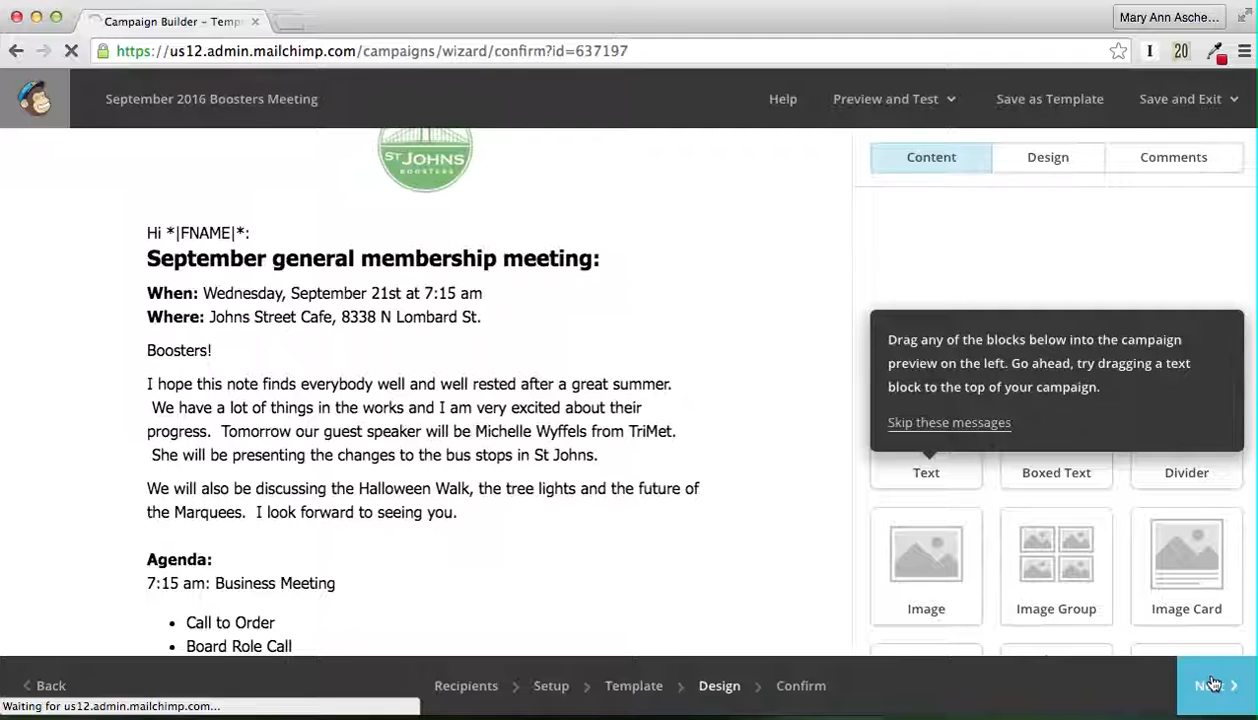 Campaign Builder - Temp
Mary Ann Asche...
https://us12.admin.mailchimp.com/campaigns/wizard/confirm?id=637197
20
September 2016 Boosters Meeting
Help
Preview and Test
Save as Template
Save and Exit
ST JOHNS
BOOSTERS
Content
Design
Comments
Hi *|FNAME|*:
September general membership meeting:
When: Wednesday, September 21st at 7:15 am
Where: Johns Street Cafe, 8338 N Lombard St.
Boosters!
I hope this note finds everybody well and well rested after a great summer.
We have a lot of things in the works and I am very excited about their
progress.  Tomorrow our guest speaker will be Michelle Wyffels from TriMet.
She will be presenting the changes to the bus stops in St Johns.
We will also be discussing the Halloween Walk, the tree lights and the future of
the Marquees.  I look forward to seeing you.
Agenda:
7:15 am: Business Meeting
• Call to Order
• Board Role Call
Drag any of the blocks below into the campaign
preview on the left. Go ahead, try dragging a text
block to the top of your campaign.
Skip these messages
Text
Boxed Text
Divider
Image
Image Group
Image Card
Back
Recipients
Setup
Template
Design
Confirm
Waiting for us12.admin.mailchimp.com...